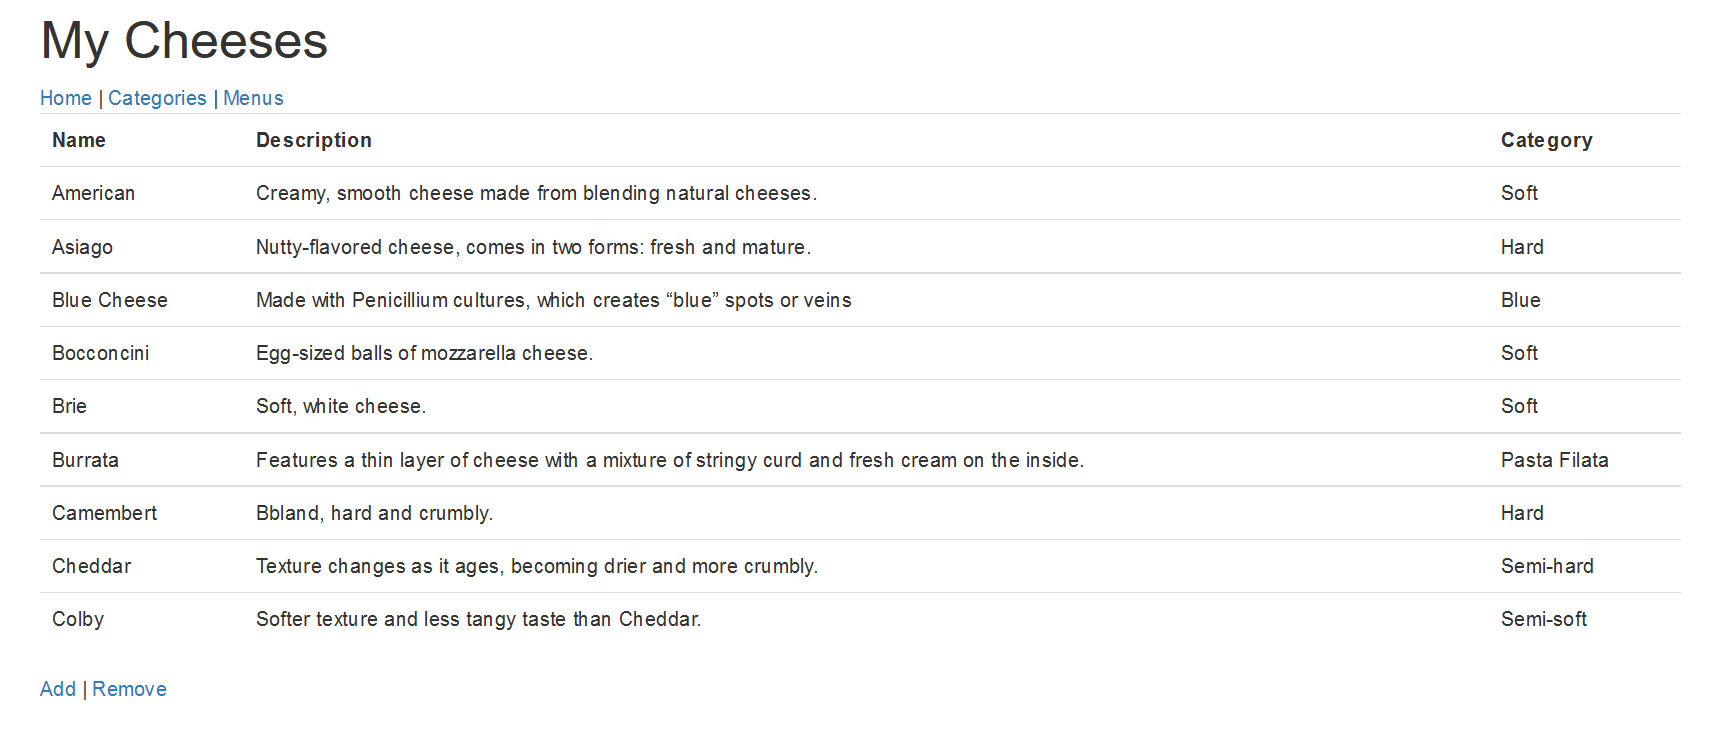 My Cheeses
Home | Categories | Menus
Name Description Category
American Creamy, smooth cheese made from blending natural cheeses. Soft
Asiago Nutty-flavored cheese, comes in two forms: fresh and mature. Hard
Blue Cheese Made with Penicillium cultures, which creates “blue” spots or veins Blue
Bocconcini Egg-sized balls of mozzarella cheese. Soft
Brie Soft, white cheese. Soft
Burrata Features a thin layer of cheese with a mixture of stringy curd and fresh cream on the inside. Pasta Filata
Camembert Bbland, hard and crumbly. Hard
Cheddar Texture changes as it ages, becoming drier and more crumbly. Semi-hard
Colby Softer texture and less tangy taste than Cheddar. Semi-soft
Add | Remove